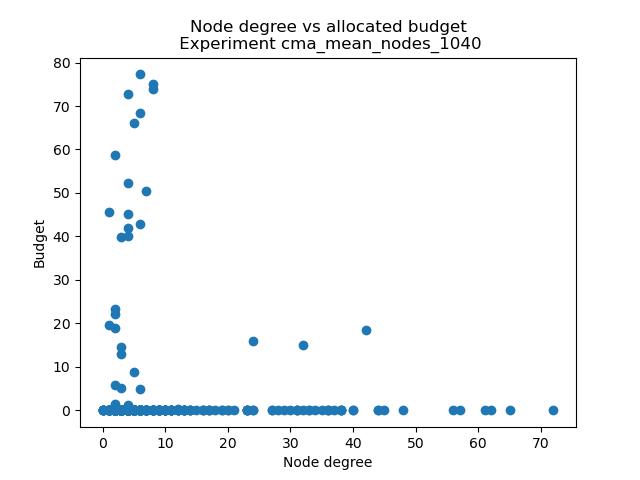 Node degree vs allocated budget
Experiment cma_mean_nodes_1040
80
70
60
50
40
30
20
10
0
Budget
0 10 20 30 40 50 60 70
Node degree